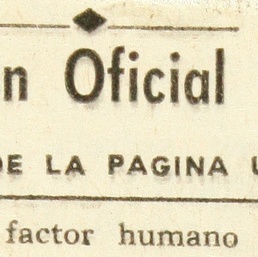 n Oficial
DE LA PAGINA U
factor humano